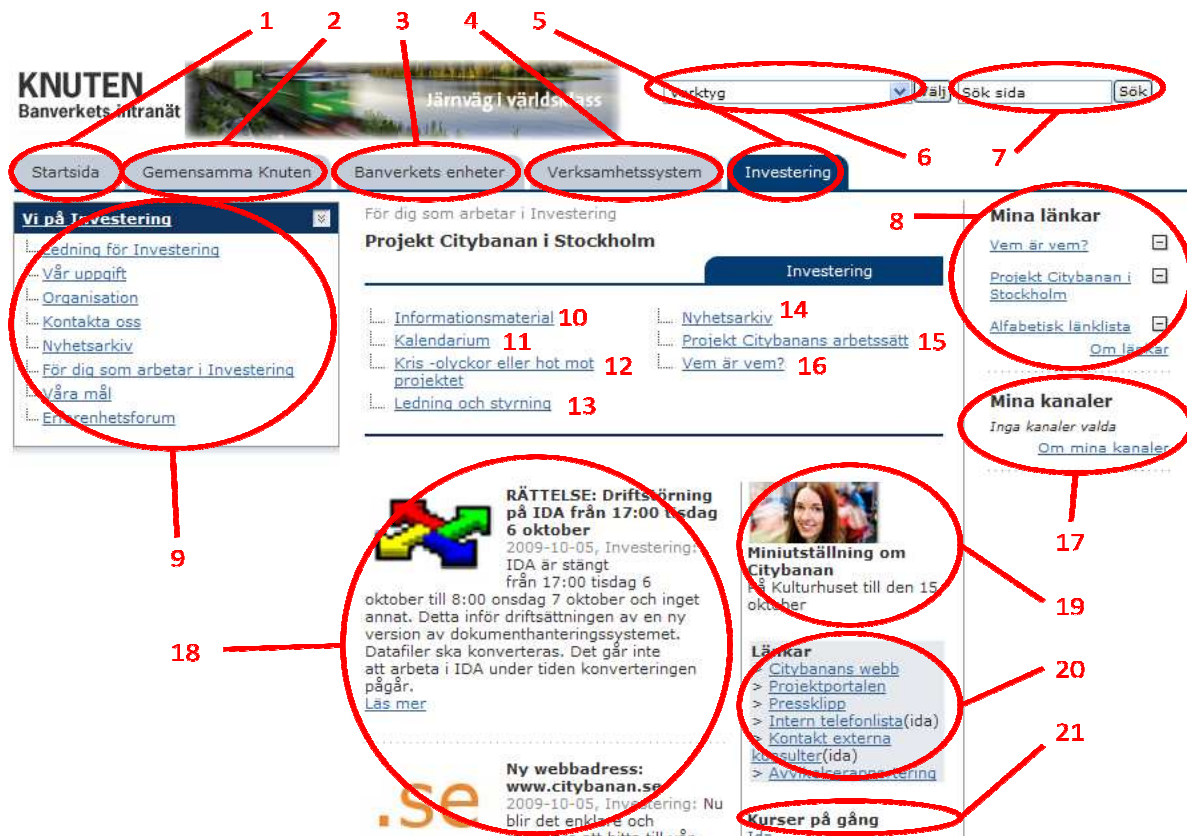 1 2 3 4 5
KNUTEN
Banverkets intranät
Järnväg i världsklass
Verktyg Välj Sök sida Sök
6 7
Startsida Gemensamma Knuten Banverkets enheter Verksamhetssystem Investering
Vi på Investering
Ledning för Investering
Vår uppgift
Organisation
Kontakta oss
Nyhetsarkiv
För dig som arbetar i Investering
Våra mål
Erfarenhetsforum
9
För dig som arbetar i Investering
Projekt Citybanan i Stockholm
Investering
Informationsmaterial 10
Kalendarium 11
Kris -olyckor eller hot mot 12
projektet
Ledning och styrning 13
Nyhetsarkiv 14
Projekt Citybanans arbetssätt 15
Vem är vem? 16
8
Mina länkar
Vem är vem?
Projekt Citybanan i
Stockholm
Alfabetisk länklista
Om länkar
Mina kanaler
Inga kanaler valda
Om mina kanaler
17
RÄTTELSE: Driftstörning
på IDA från 17:00 tisdag
6 oktober
2009-10-05, Investering:
IDA är stängt
från 17:00 tisdag 6
oktober till 8:00 onsdag 7 oktober och inget
annat. Detta inför driftsättningen av en ny
version av dokumenthanteringssystemet.
Datafiler ska konverteras. Det går inte
att arbeta i IDA under tiden konverteringen
pågår.
Läs mer
18
.se
Ny webbadress:
www.citybanan.se
2009-10-05, Investering: Nu
blir det enklare och
Miniutställning om
Citybanan
På Kulturhuset till den 15
oktober
19
Länkar
> Citybanans webb
> Projektportalen
> Pressklipp
> Intern telefonlista(ida)
> Kontakt externa
konsulter(ida)
> Avvikelserapportering
20
21
Kurser på gång